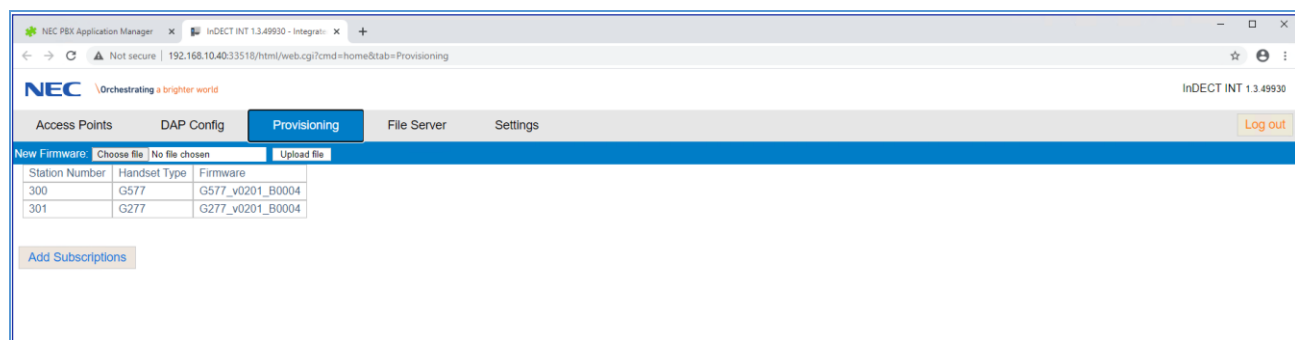 NEC PBX Application Manager InDECT INT 1.3.49930 - Integrat
Not secure | 192.168.10.40:33518/html/web.cgi?cmd=home&tab=Provisioning
NEC \Orchestrating a brighter world InDECT INT 1.3.49930
Access Points DAP Config Provisioning File Server Settings Log out
New Firmware: Choose file No file chosen Upload file
Station Number Handset Type Firmware
300 G577 G577_v0201_B0004
301 G277 G277_v0201_B0004
Add Subscriptions